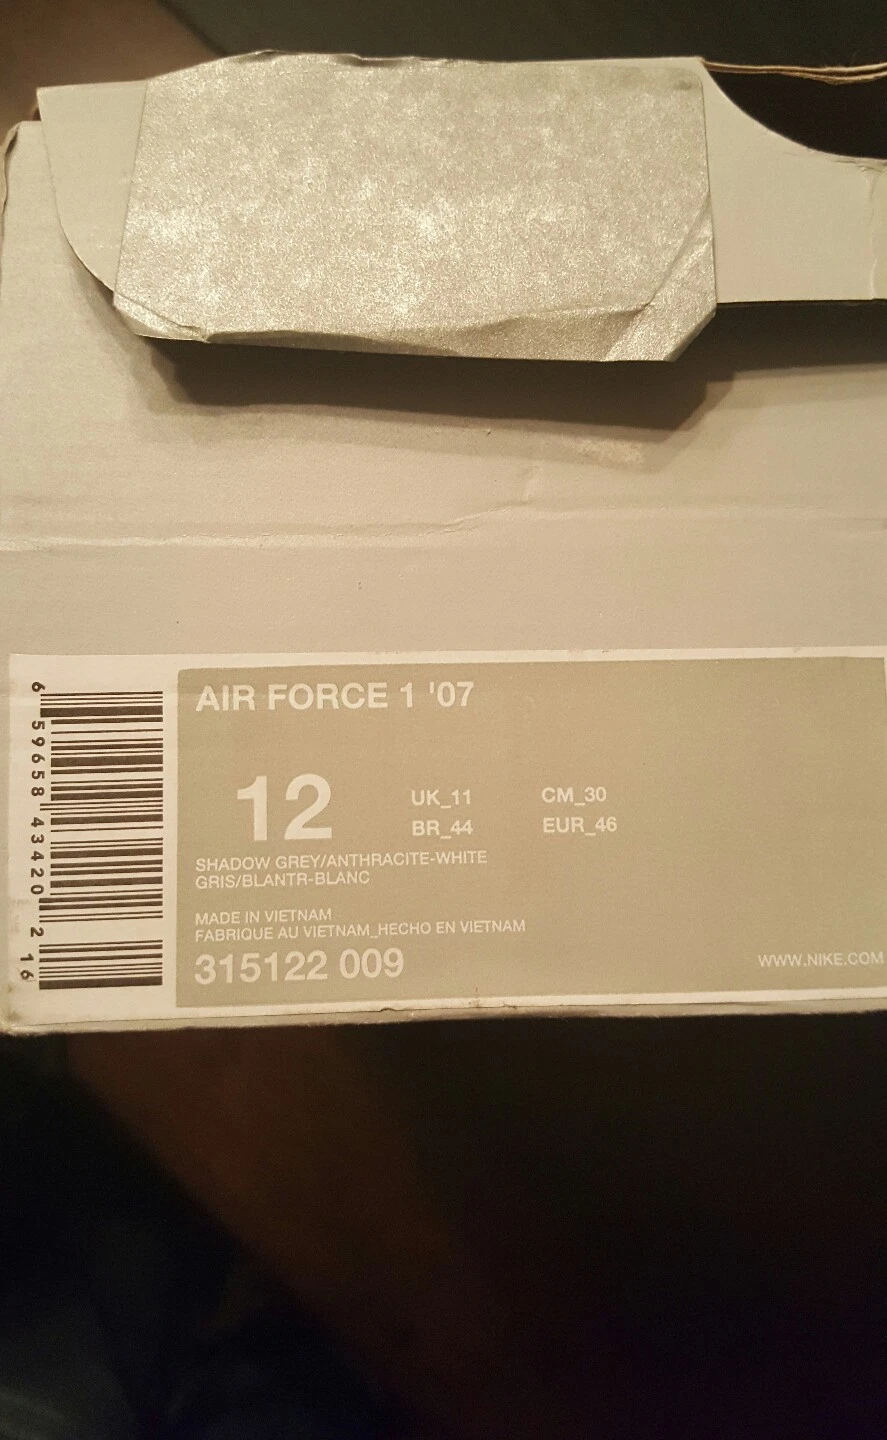 AIR FORCE 1 '07
12
UK_11 CM_30
BR_44 EUR_46
SHADOW GREY/ANTHRACITE-WHITE
GRIS/BLANTR-BLANC
MADE IN VIETNAM
FABRIQUE AU VIETNAM_HECHO EN VIETNAM
315122 009
WWW.NIKE.COM
6 59658 43420 2 16